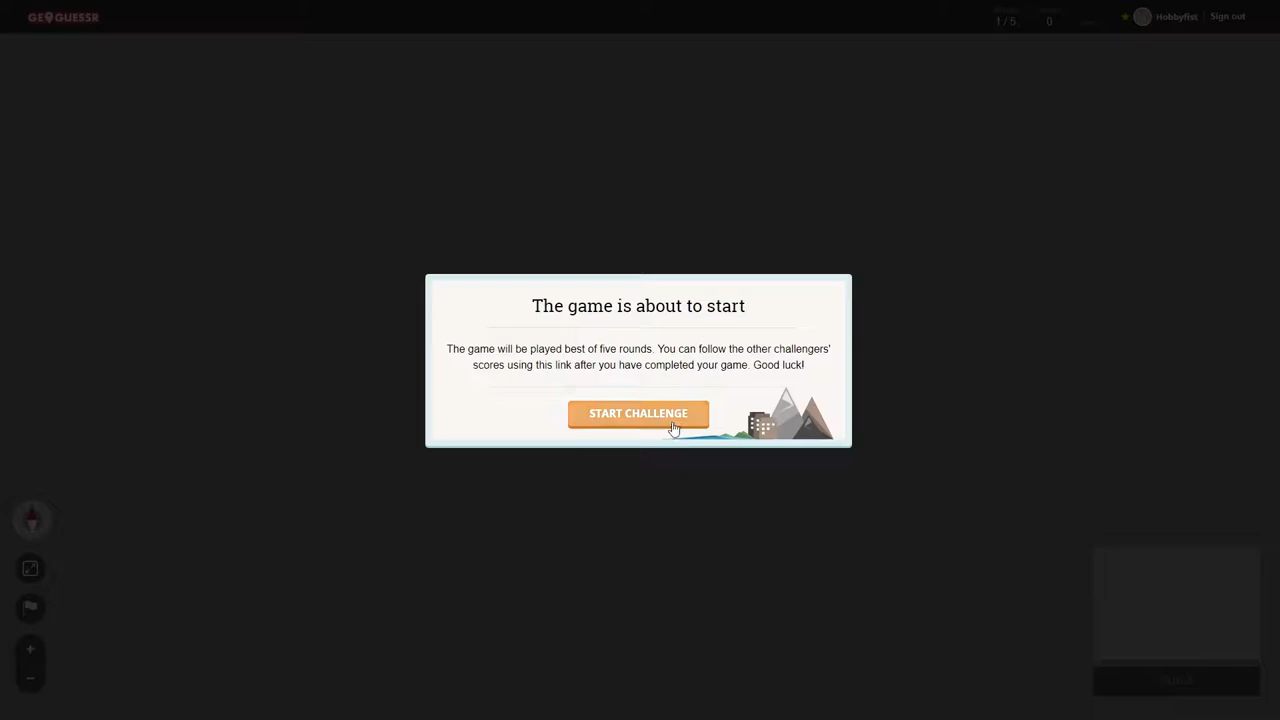 GEOGUESSR
1 / 5
0
Hobbyfist
Sign out
The game is about to start
The game will be played best of five rounds. You can follow the other challengers'
scores using this link after you have completed your game. Good luck!
START CHALLENGE